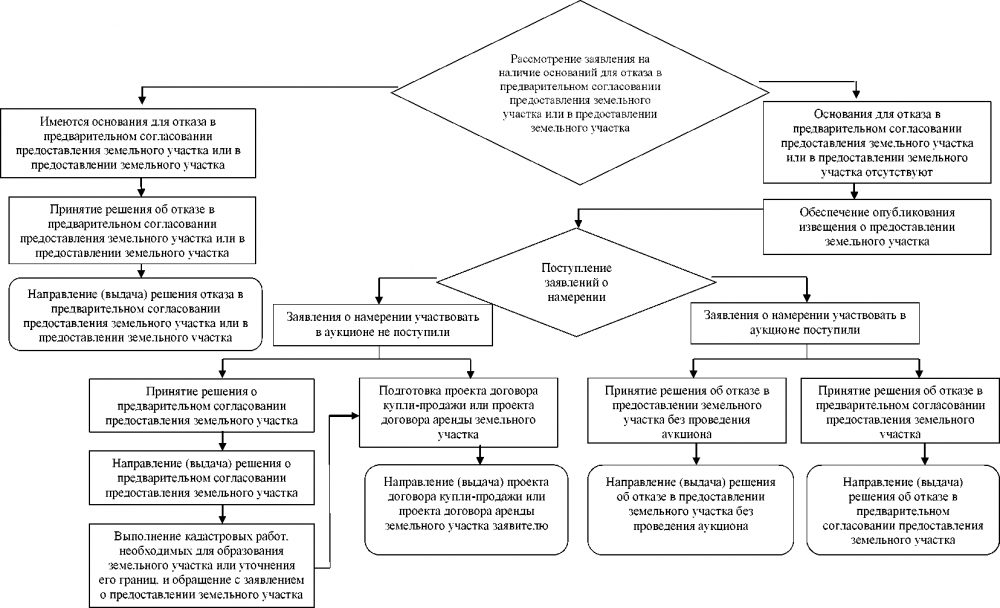 Рассмотрение заявления на
наличие оснований для отказа в
предварительном согласовании
предоставления земельного
участка или в предоставлении
земельного участка
Имеются основания для отказа в
предварительном согласовании
предоставления земельного участка или в
предоставлении земельного участка
Основания для отказа в
предварительном согласовании
предоставления земельного участка
или в предоставлении земельного
участка отсутствуют
Принятие решения об отказе в
предварительном согласовании
предоставления земельного участка или в
предоставлении земельного участка
Обеспечение опубликования
извещения о предоставлении
земельного участка
Направление (выдача) решения отказа в
предварительном согласовании
предоставления земельного участка или в
предоставлении земельного участка
Поступление
заявлений о
намерении
Заявления о намерении участвовать
в аукционе не поступили
Заявления о намерении участвовать в
аукционе поступили
Принятие решения о
предварительном согласовании
предоставления земельного участка
Подготовка проекта договора
купли-продажи или проекта
договора аренды земельного
участка
Принятие решения об отказе в
предоставлении земельного
участка без проведения
аукциона
Принятие решения об отказе в
предварительном согласовании
предоставления земельного
участка
Направление (выдача) решения о
предварительном согласовании
предоставления земельного участка
Направление (выдача) проекта
договора купли-продажи или
проекта договора аренды
земельного участка заявителю
Направление (выдача) решения
об отказе в предоставлении
земельного участка без
проведения аукциона
Направление (выдача)
решения об отказе в
предварительном
согласовании предоставления
земельного участка
Выполнение кадастровых работ,
необходимых для образования
земельного участка или уточнения
его границ, и обращение с заявлением
о предоставлении земельного участка